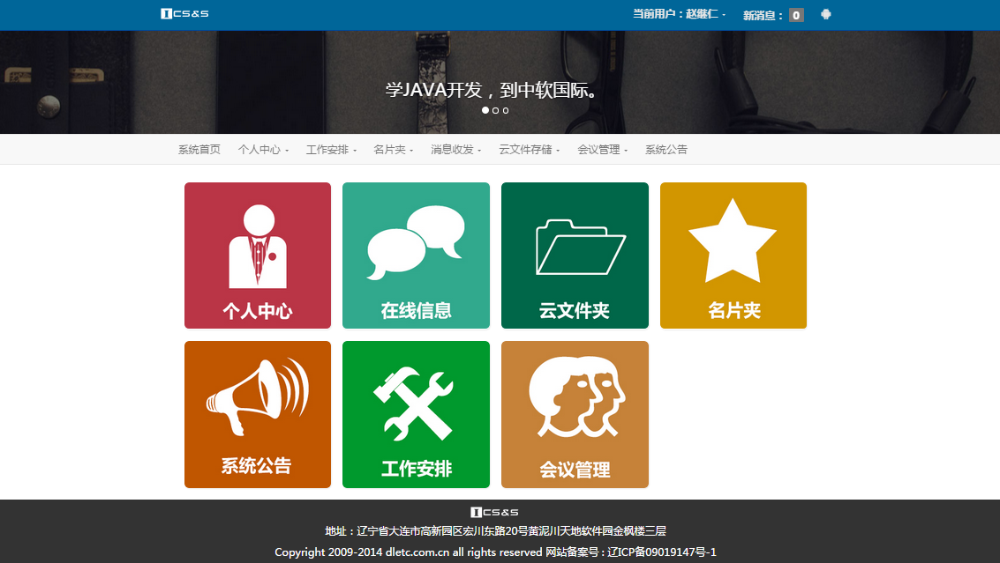 ICS&S 当前用户：赵继仁 新消息： 0
学JAVA开发，到中软国际。
系统首页 个人中心 工作安排 名片夹 消息收发 云文件存储 会议管理 系统公告
个人中心 在线信息 云文件夹 名片夹
系统公告 工作安排 会议管理
ICS&S
地址：辽宁省大连市高新园区宏川东路20号黄泥川天地软件园金枫楼三层
Copyright 2009-2014 dletc.com.cn all rights reserved 网站备案号 : 辽ICP备09019147号-1